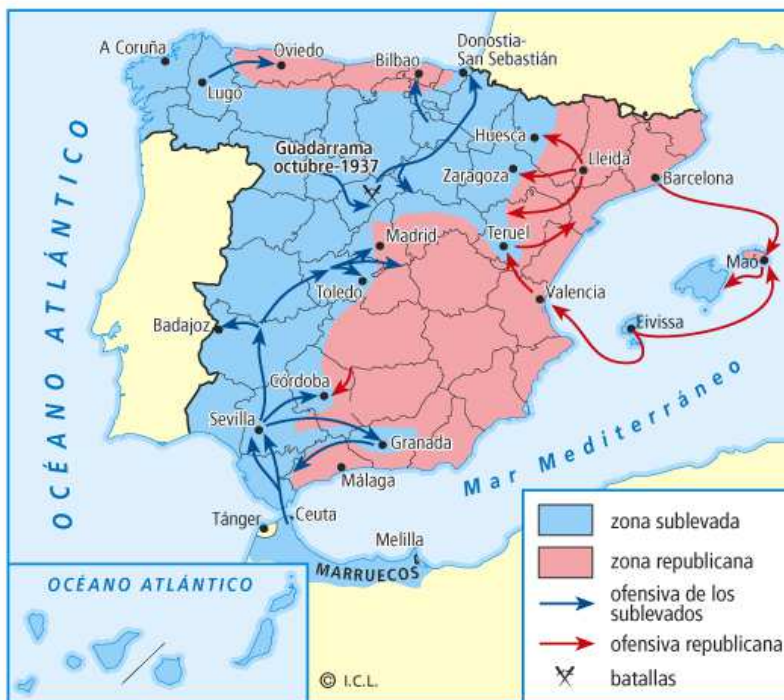 A Coruña
Oviedo
Bilbao
Donostia-
San Sebastián
Lugo
Guadarrama
octubre-1937
Huesca
Zaragoza
Lleida
Barcelona
Madrid
Teruel
Toledo
Valencia
Maó
Eivissa
Badajoz
Córdoba
Sevilla
Granada
Málaga
Tánger
Ceuta
Melilla
MARRUECOS
OCÉANO ATLÁNTICO
Mar Mediterráneo
OCÉANO ATLÁNTICO
© I.C.L.
zona sublevada
zona republicana
ofensiva de los
sublevados
ofensiva republicana
batallas